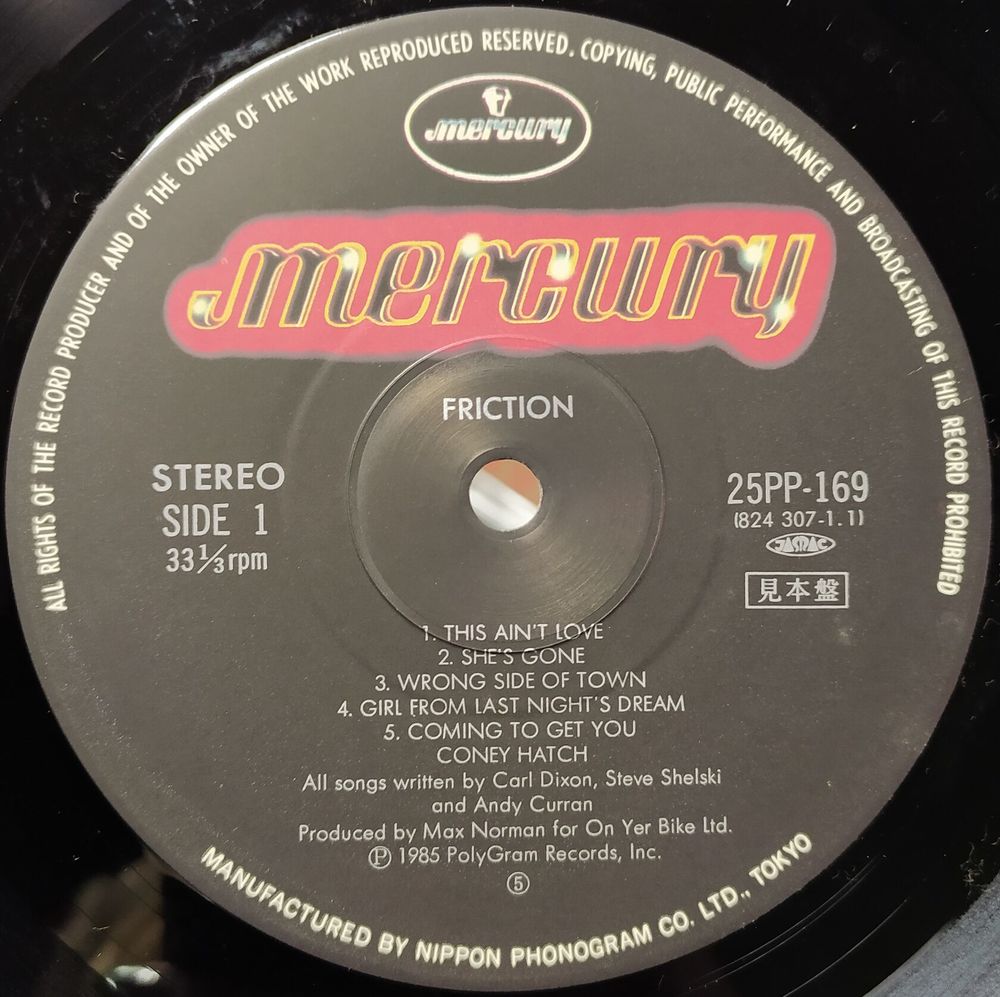 ALL RIGHTS OF THE RECORD PRODUCER AND OF THE OWNER OF THE WORK REPRODUCED RESERVED. COPYING, PUBLIC PERFORMANCE AND BROADCASTING OF THIS RECORD PROHIBITED
mercury
mercury
FRICTION
STEREO
SIDE 1
33 1/3 rpm
25PP-169
(824 307-1.1)
JASRAC
見本盤
1. THIS AIN'T LOVE
2. SHE'S GONE
3. WRONG SIDE OF TOWN
4. GIRL FROM LAST NIGHT'S DREAM
5. COMING TO GET YOU
CONEY HATCH
All songs written by Carl Dixon, Steve Shelski
and Andy Curran
Produced by Max Norman for On Yer Bike Ltd.
Ⓟ 1985 PolyGram Records, Inc.
⑤
MANUFACTURED BY NIPPON PHONOGRAM CO. LTD., TOKYO